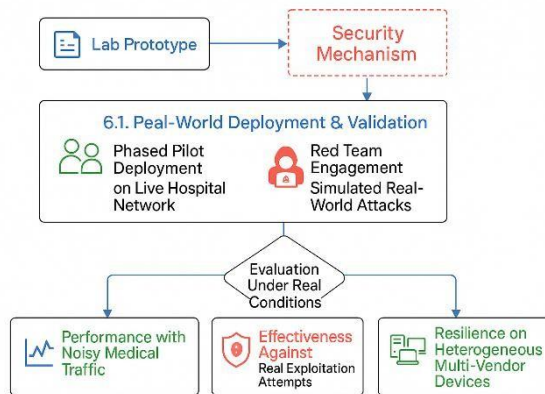 Lab Prototype
Security
Mechanism
6.1. Peal-World Deployment & Validation
Phased Pilot
Deployment
on Live Hospital
Network
Red Team
Engagement
Simulated Real-
World Attacks
Evaluation
Under Real
Conditions
Performance with
Noisy Medical
Traffic
Effectiveness
Against
Real Exploitation
Attempts
Resilience on
Heterogeneous
Multi-Vendor
Devices